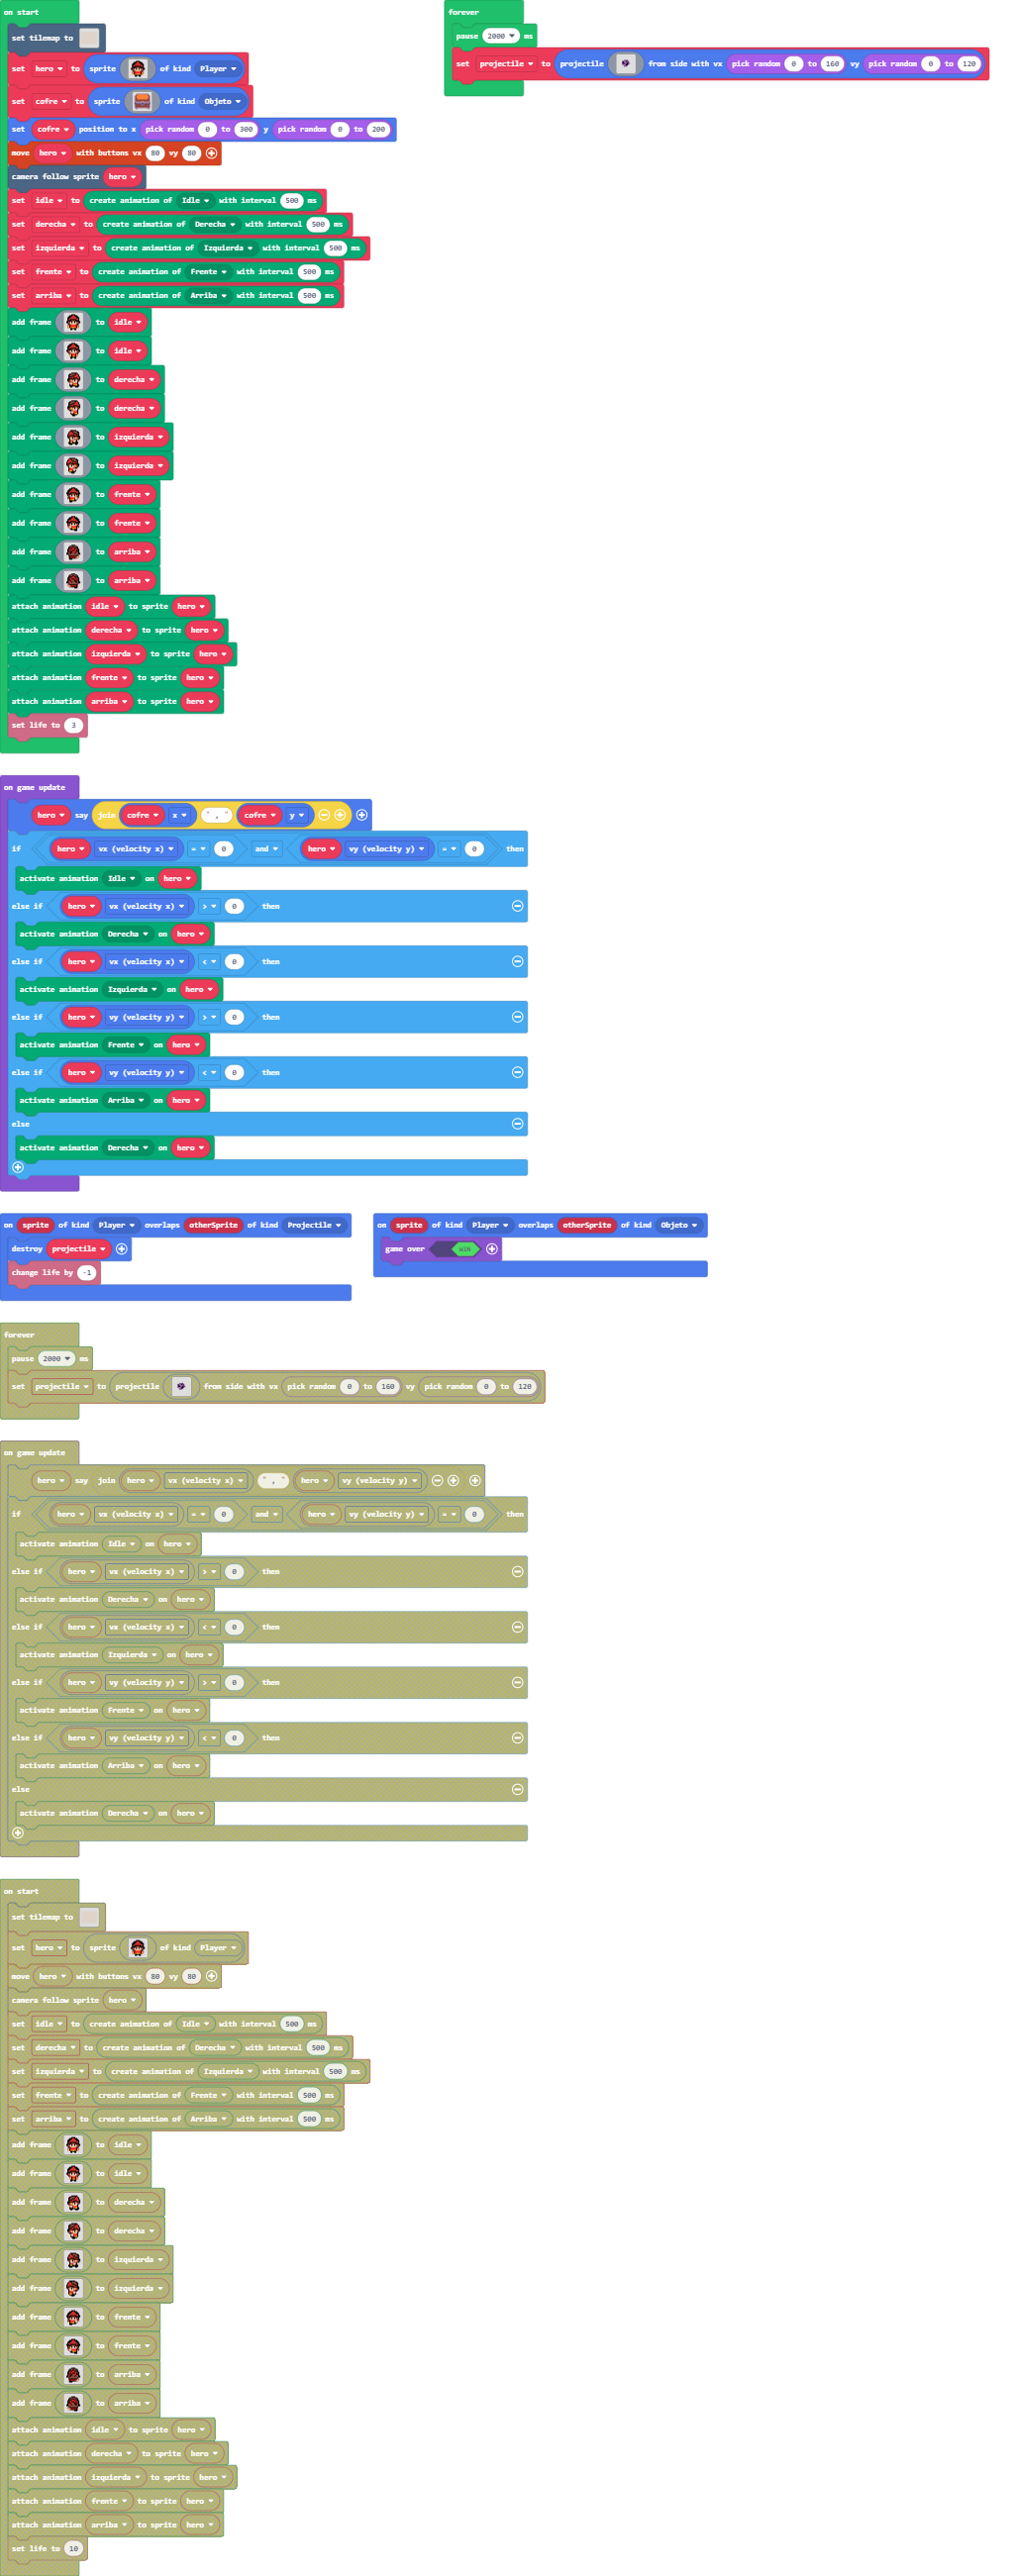 on start
set tilemap to
set hero to sprite of kind Player
set cofre to sprite of kind Objeto
set cofre position to x pick random 0 to 300 y pick random 0 to 200
move hero with buttons vx 80 vy 80
camera follow sprite hero
set idle to create animation of Idle with interval 500 ms
set derecha to create animation of Derecha with interval 500 ms
set izquierda to create animation of Izquierda with interval 500 ms
set frente to create animation of Frente with interval 500 ms
set arriba to create animation of Arriba with interval 500 ms
add frame to idle
add frame to idle
add frame to derecha
add frame to derecha
add frame to izquierda
add frame to izquierda
add frame to frente
add frame to frente
add frame to arriba
add frame to arriba
attach animation idle to sprite hero
attach animation derecha to sprite hero
attach animation izquierda to sprite hero
attach animation frente to sprite hero
attach animation arriba to sprite hero
set life to 3
forever
pause 2000 ms
set projectile to projectile from side with vx pick random 0 to 160 vy pick random 0 to 120
on game update
hero say join cofre x " , " cofre y
if hero vx (velocity x) = 0 and hero vy (velocity y) = 0 then
activate animation Idle on hero
else if hero vx (velocity x) > 0 then
activate animation Derecha on hero
else if hero vx (velocity x) < 0 then
activate animation Izquierda on hero
else if hero vy (velocity y) > 0 then
activate animation Frente on hero
else if hero vy (velocity y) < 0 then
activate animation Arriba on hero
else
activate animation Derecha on hero
on sprite of kind Player overlaps otherSprite of kind Projectile
destroy projectile
change life by -1
on sprite of kind Player overlaps otherSprite of kind Objeto
game over WIN
forever
pause 2000 ms
set projectile to projectile from side with vx pick random 0 to 160 vy pick random 0 to 120
on game update
hero say join hero vx (velocity x) " , " hero vy (velocity y)
if hero vx (velocity x) = 0 and hero vy (velocity y) = 0 then
activate animation Idle on hero
else if hero vx (velocity x) > 0 then
activate animation Derecha on hero
else if hero vx (velocity x) < 0 then
activate animation Izquierda on hero
else if hero vy (velocity y) > 0 then
activate animation Frente on hero
else if hero vy (velocity y) < 0 then
activate animation Arriba on hero
else
activate animation Derecha on hero
on start
set tilemap to
set hero to sprite of kind Player
move hero with buttons vx 80 vy 80
camera follow sprite hero
set idle to create animation of Idle with interval 500 ms
set derecha to create animation of Derecha with interval 500 ms
set izquierda to create animation of Izquierda with interval 500 ms
set frente to create animation of Frente with interval 500 ms
set arriba to create animation of Arriba with interval 500 ms
add frame to idle
add frame to idle
add frame to derecha
add frame to derecha
add frame to izquierda
add frame to izquierda
add frame to frente
add frame to frente
add frame to arriba
add frame to arriba
attach animation idle to sprite hero
attach animation derecha to sprite hero
attach animation izquierda to sprite hero
attach animation frente to sprite hero
attach animation arriba to sprite hero
set life to 10